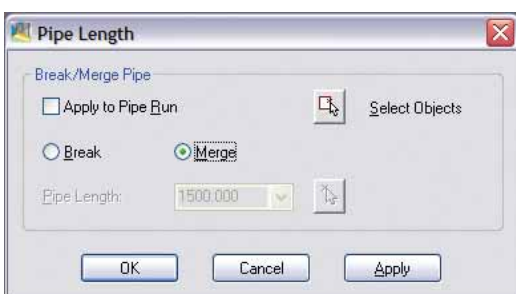 Pipe Length
Break/Merge Pipe
Apply to Pipe Run
Select Objects
Break
Merge
Pipe Length:
1500.000
OK
Cancel
Apply